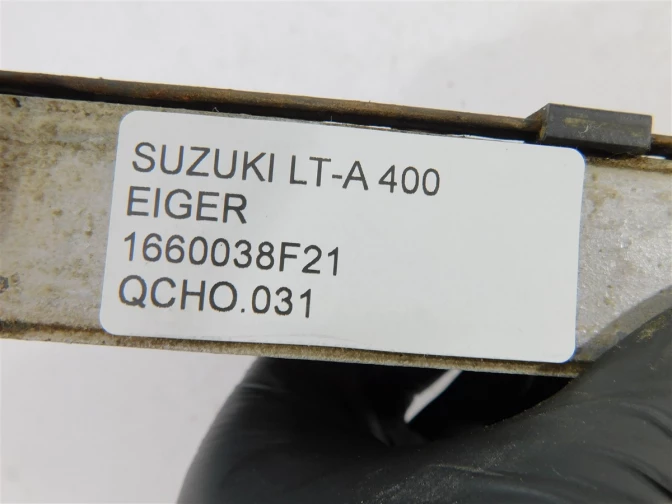 SUZUKI LT-A 400
EIGER
1660038F21
QCHO.031